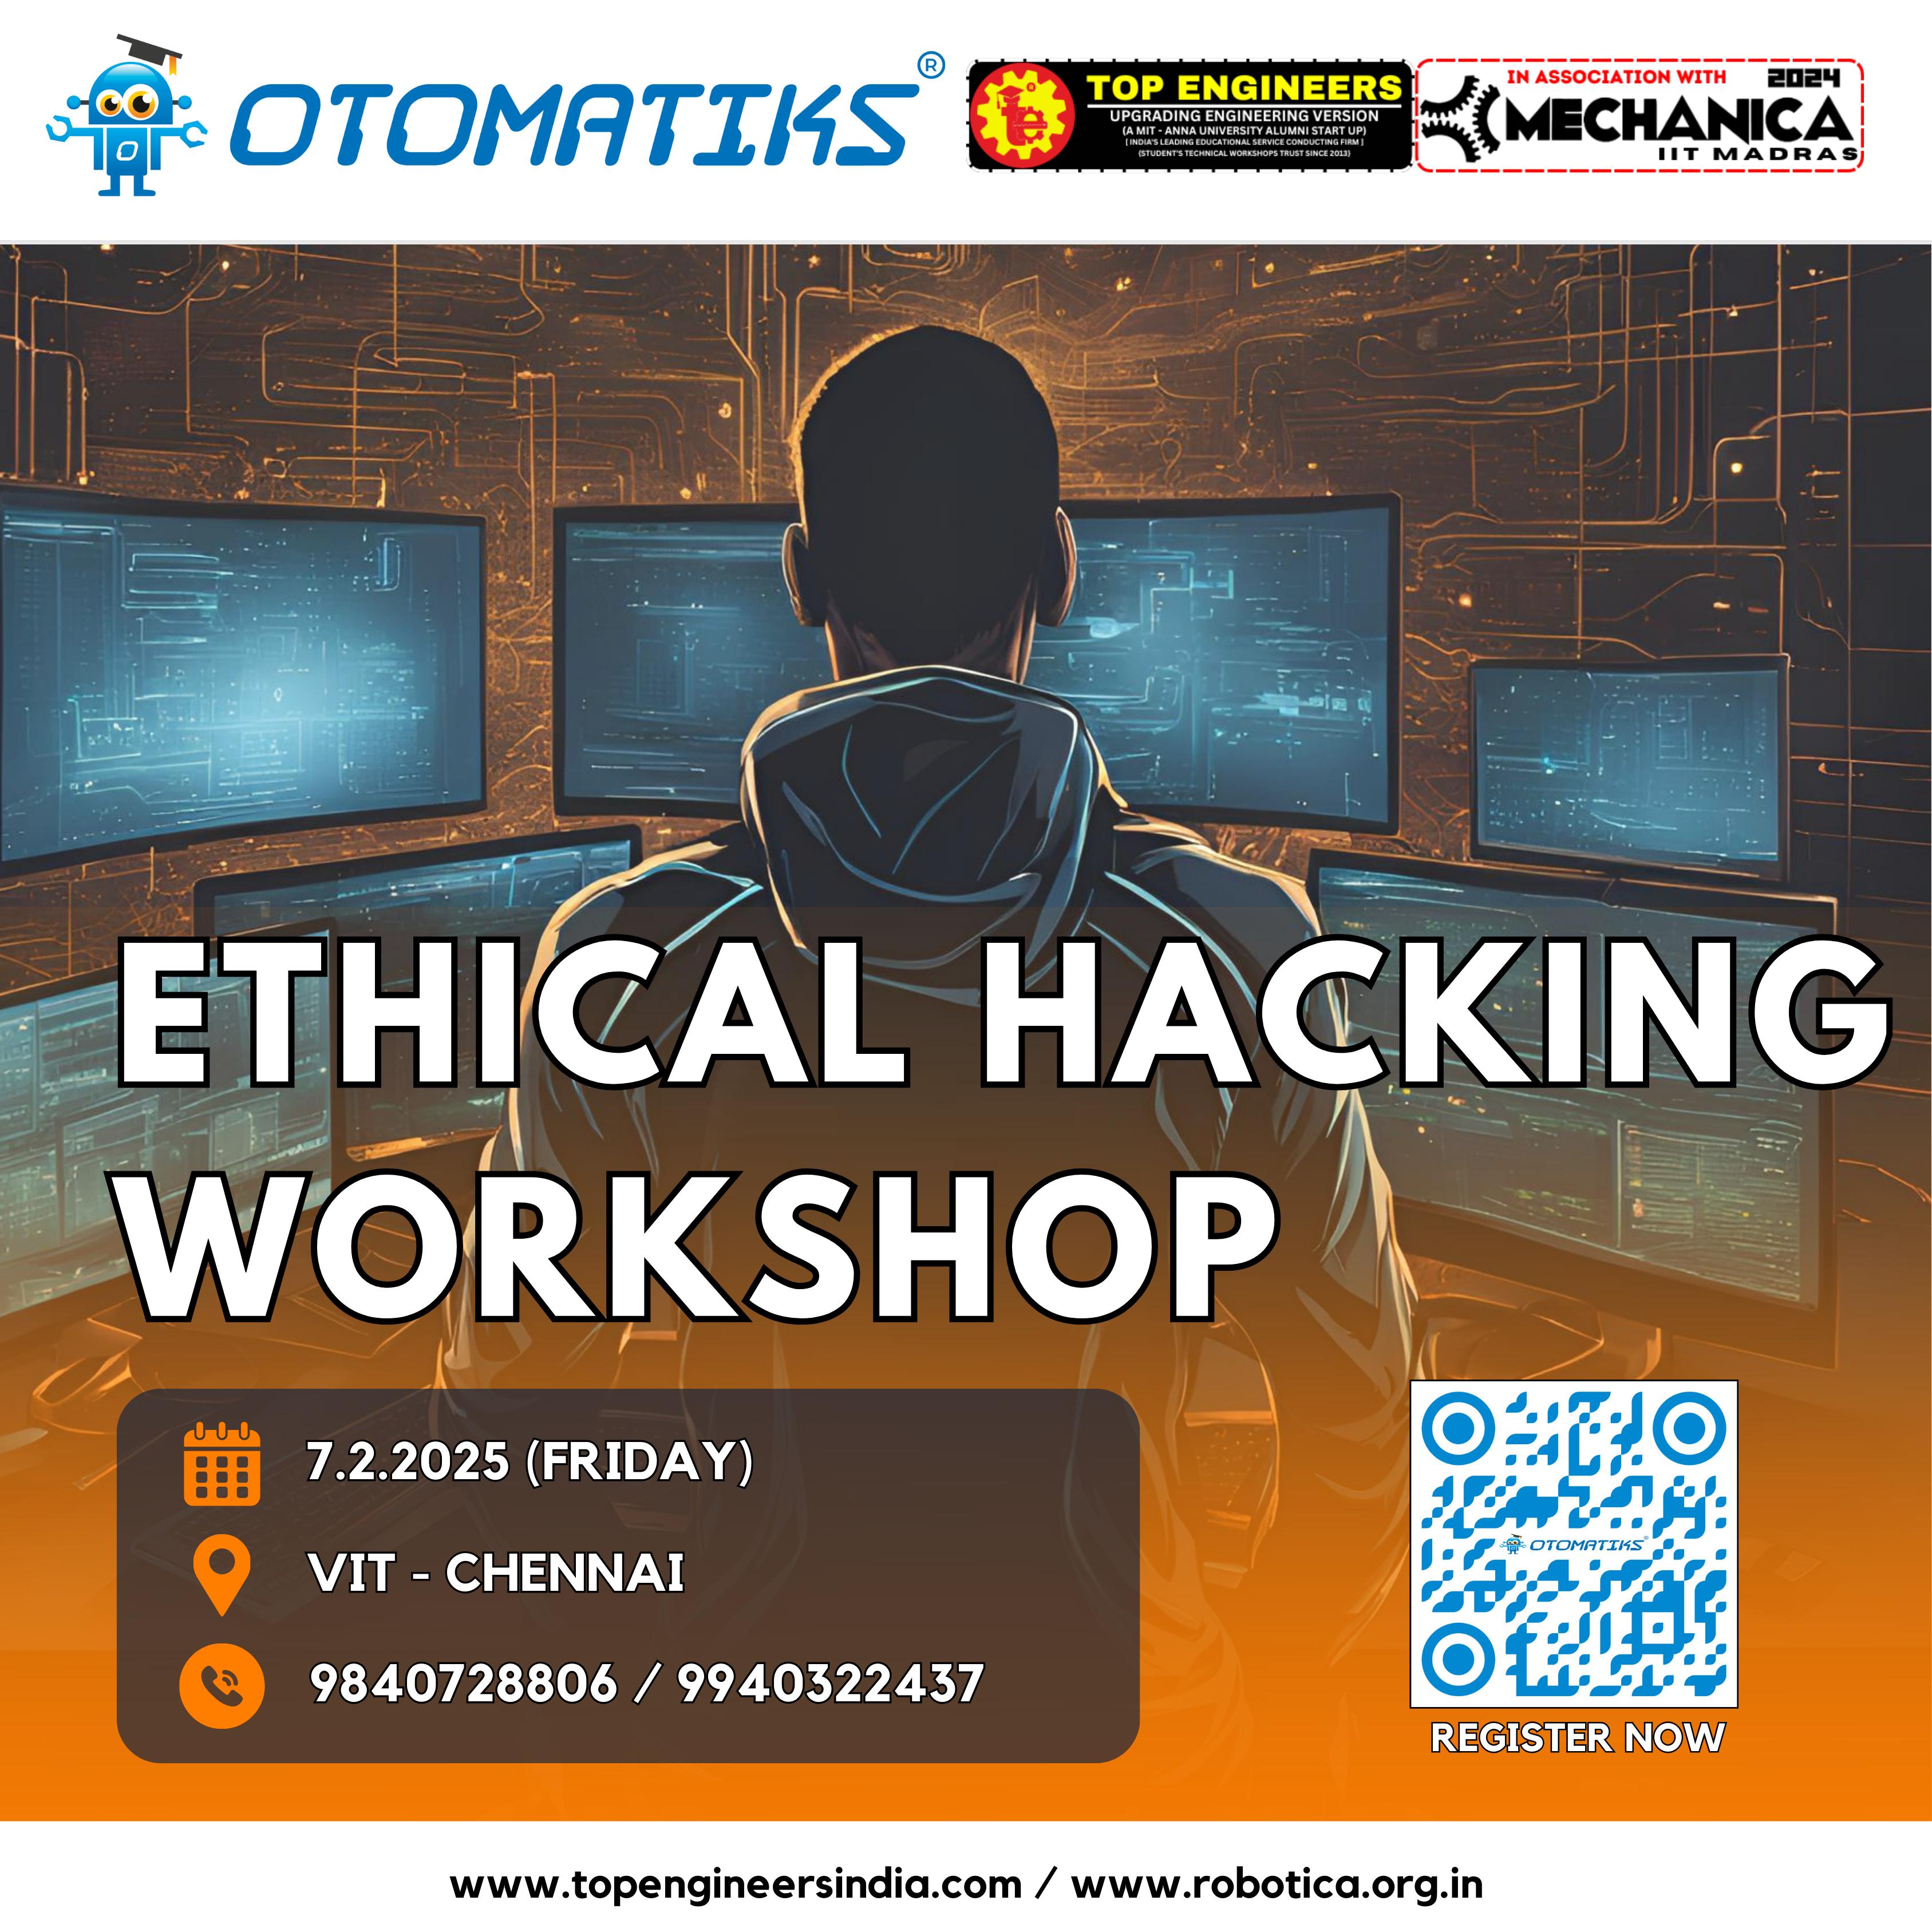 OTOMATIKS®
TOP ENGINEERS
UPGRADING ENGINEERING VERSION
(A MIT - ANNA UNIVERSITY ALUMNI START UP)
[ INDIA'S LEADING EDUCATIONAL SERVICE CONDUCTING FIRM ]
(STUDENT'S TECHNICAL WORKSHOPS TRUST SINCE 2013)
IN ASSOCIATION WITH 2024
MECHANICA
IIT MADRAS
ETHICAL HACKING
WORKSHOP
7.2.2025 (FRIDAY)
VIT - CHENNAI
9840728806 / 9940322437
OTOMATIKS
REGISTER NOW
www.topengineersindia.com / www.robotica.org.in